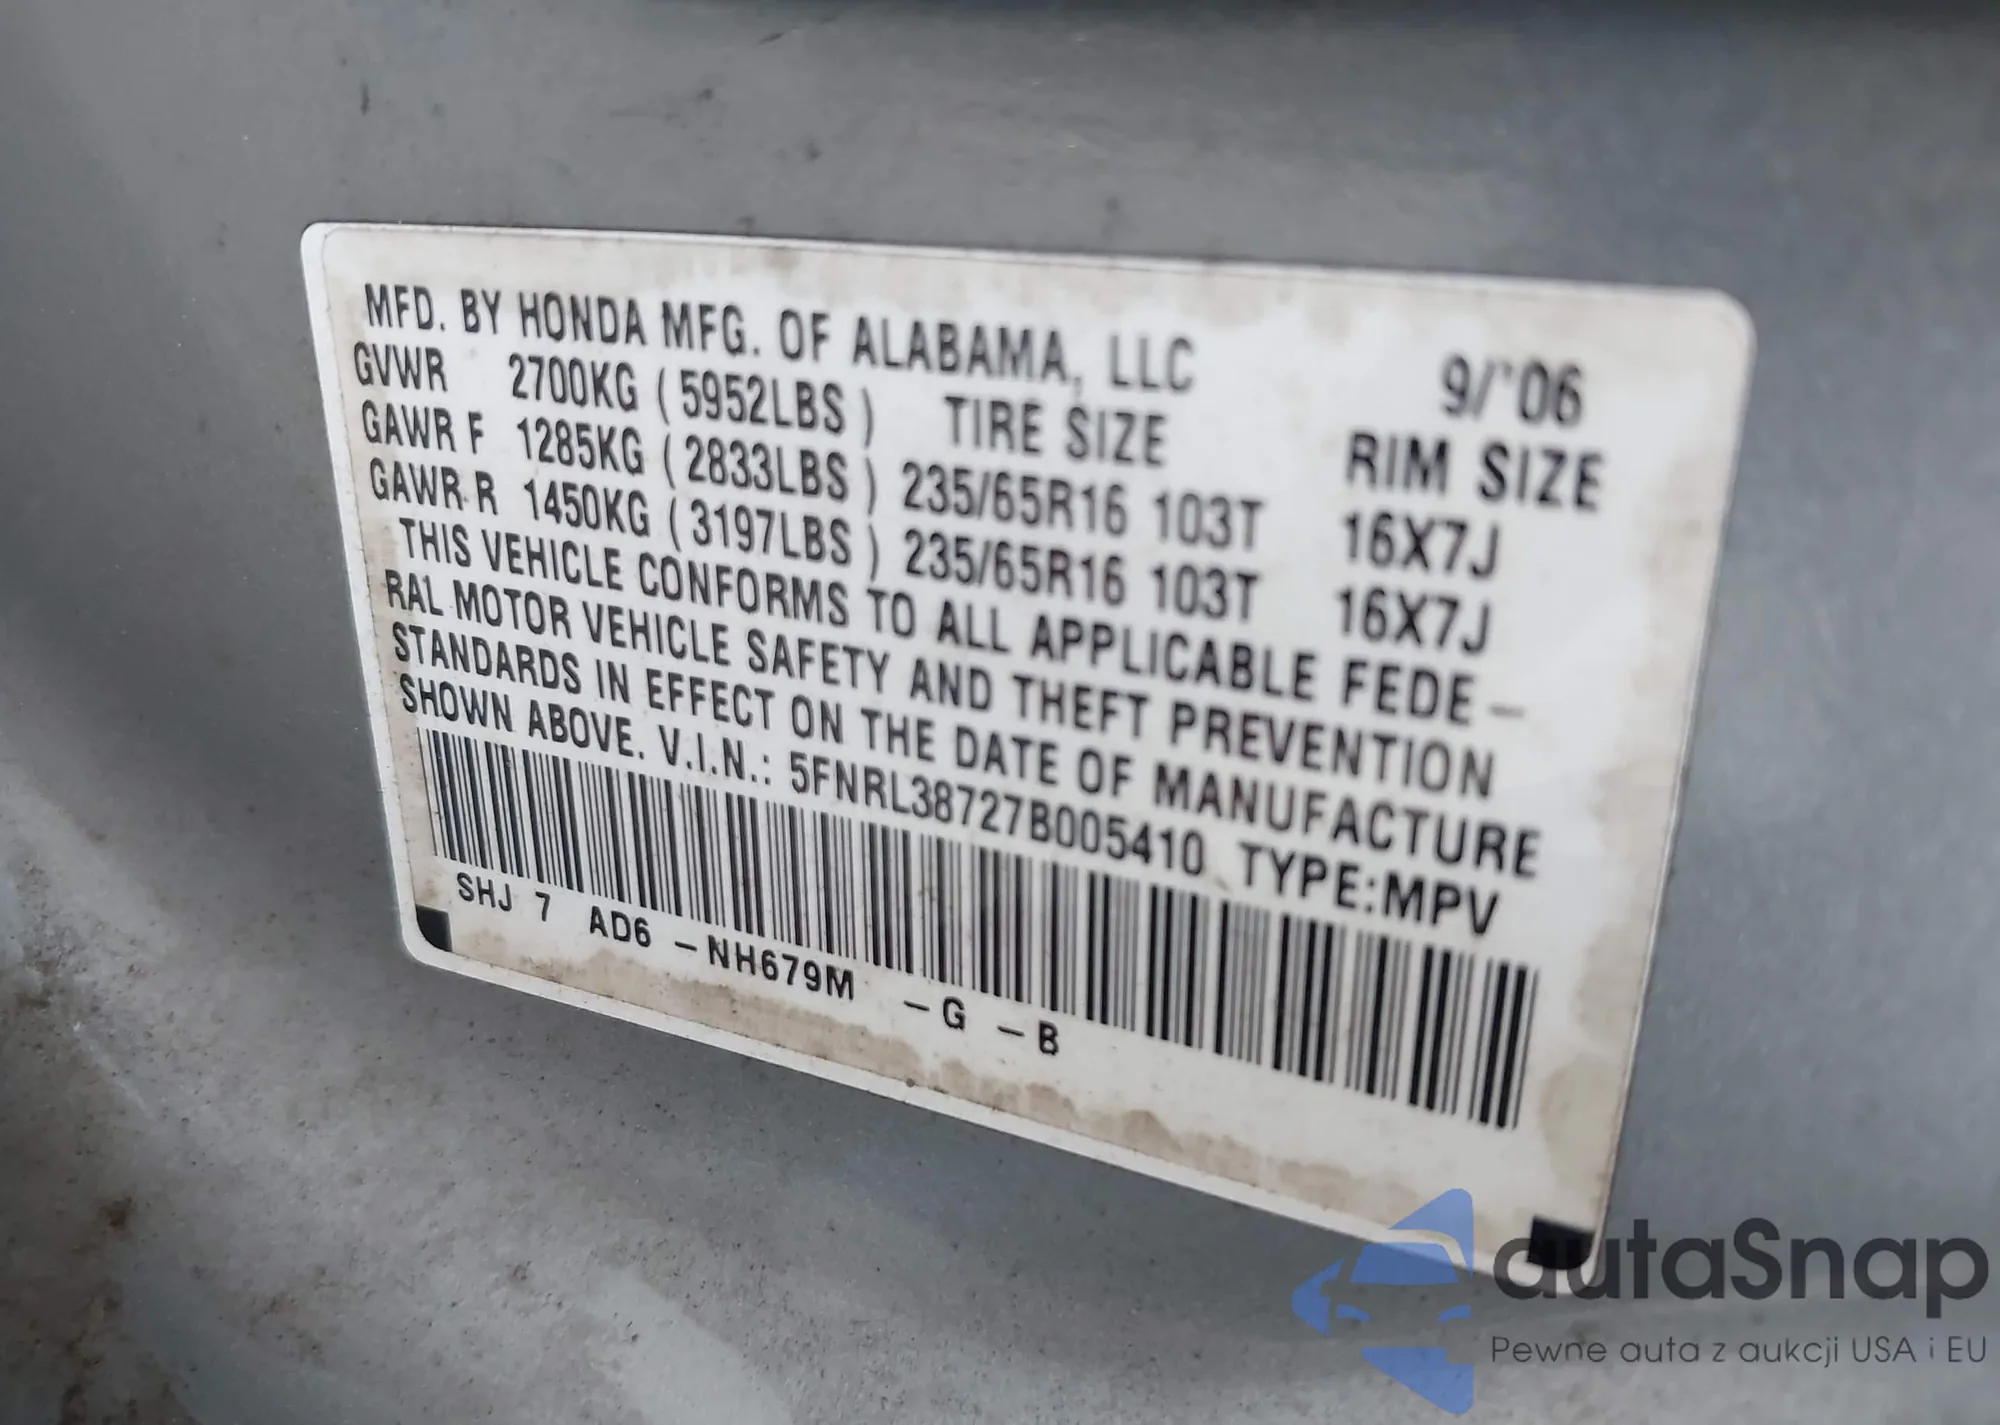 MFD. BY HONDA MFG. OF ALABAMA, LLC 9/'06
GVWR 2700KG (5952LBS) TIRE SIZE RIM SIZE
GAWR F 1285KG (2833LBS) 235/65R16 103T 16X7J
GAWR R 1450KG (3197LBS) 235/65R16 103T 16X7J
THIS VEHICLE CONFORMS TO ALL APPLICABLE FEDE-
RAL MOTOR VEHICLE SAFETY AND THEFT PREVENTION
STANDARDS IN EFFECT ON THE DATE OF MANUFACTURE
SHOWN ABOVE. V.I.N.: 5FNRL38727B005410 TYPE:MPV
SHJ 7 AD6 -NH679M -G -B
autaSnap
Pewne auta z aukcji USA i EU